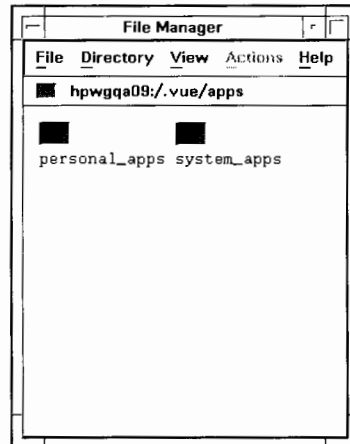 File Manager
File Directory View Actions Help
hpwgqa09:/.vue/apps
personal_apps system_apps